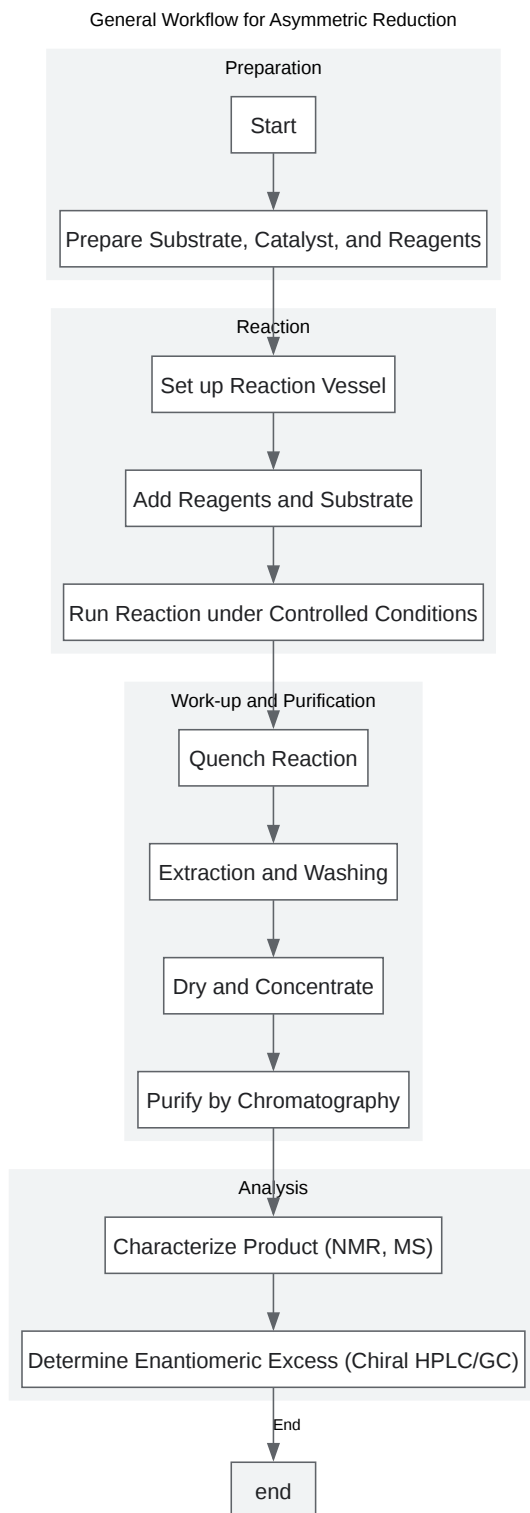 General Workflow for Asymmetric Reduction
Preparation
Start
Prepare Substrate, Catalyst, and Reagents
Reaction
Set up Reaction Vessel
Add Reagents and Substrate
Run Reaction under Controlled Conditions
Work-up and Purification
Quench Reaction
Extraction and Washing
Dry and Concentrate
Purify by Chromatography
Analysis
Characterize Product (NMR, MS)
Determine Enantiomeric Excess (Chiral HPLC/GC)
End
end